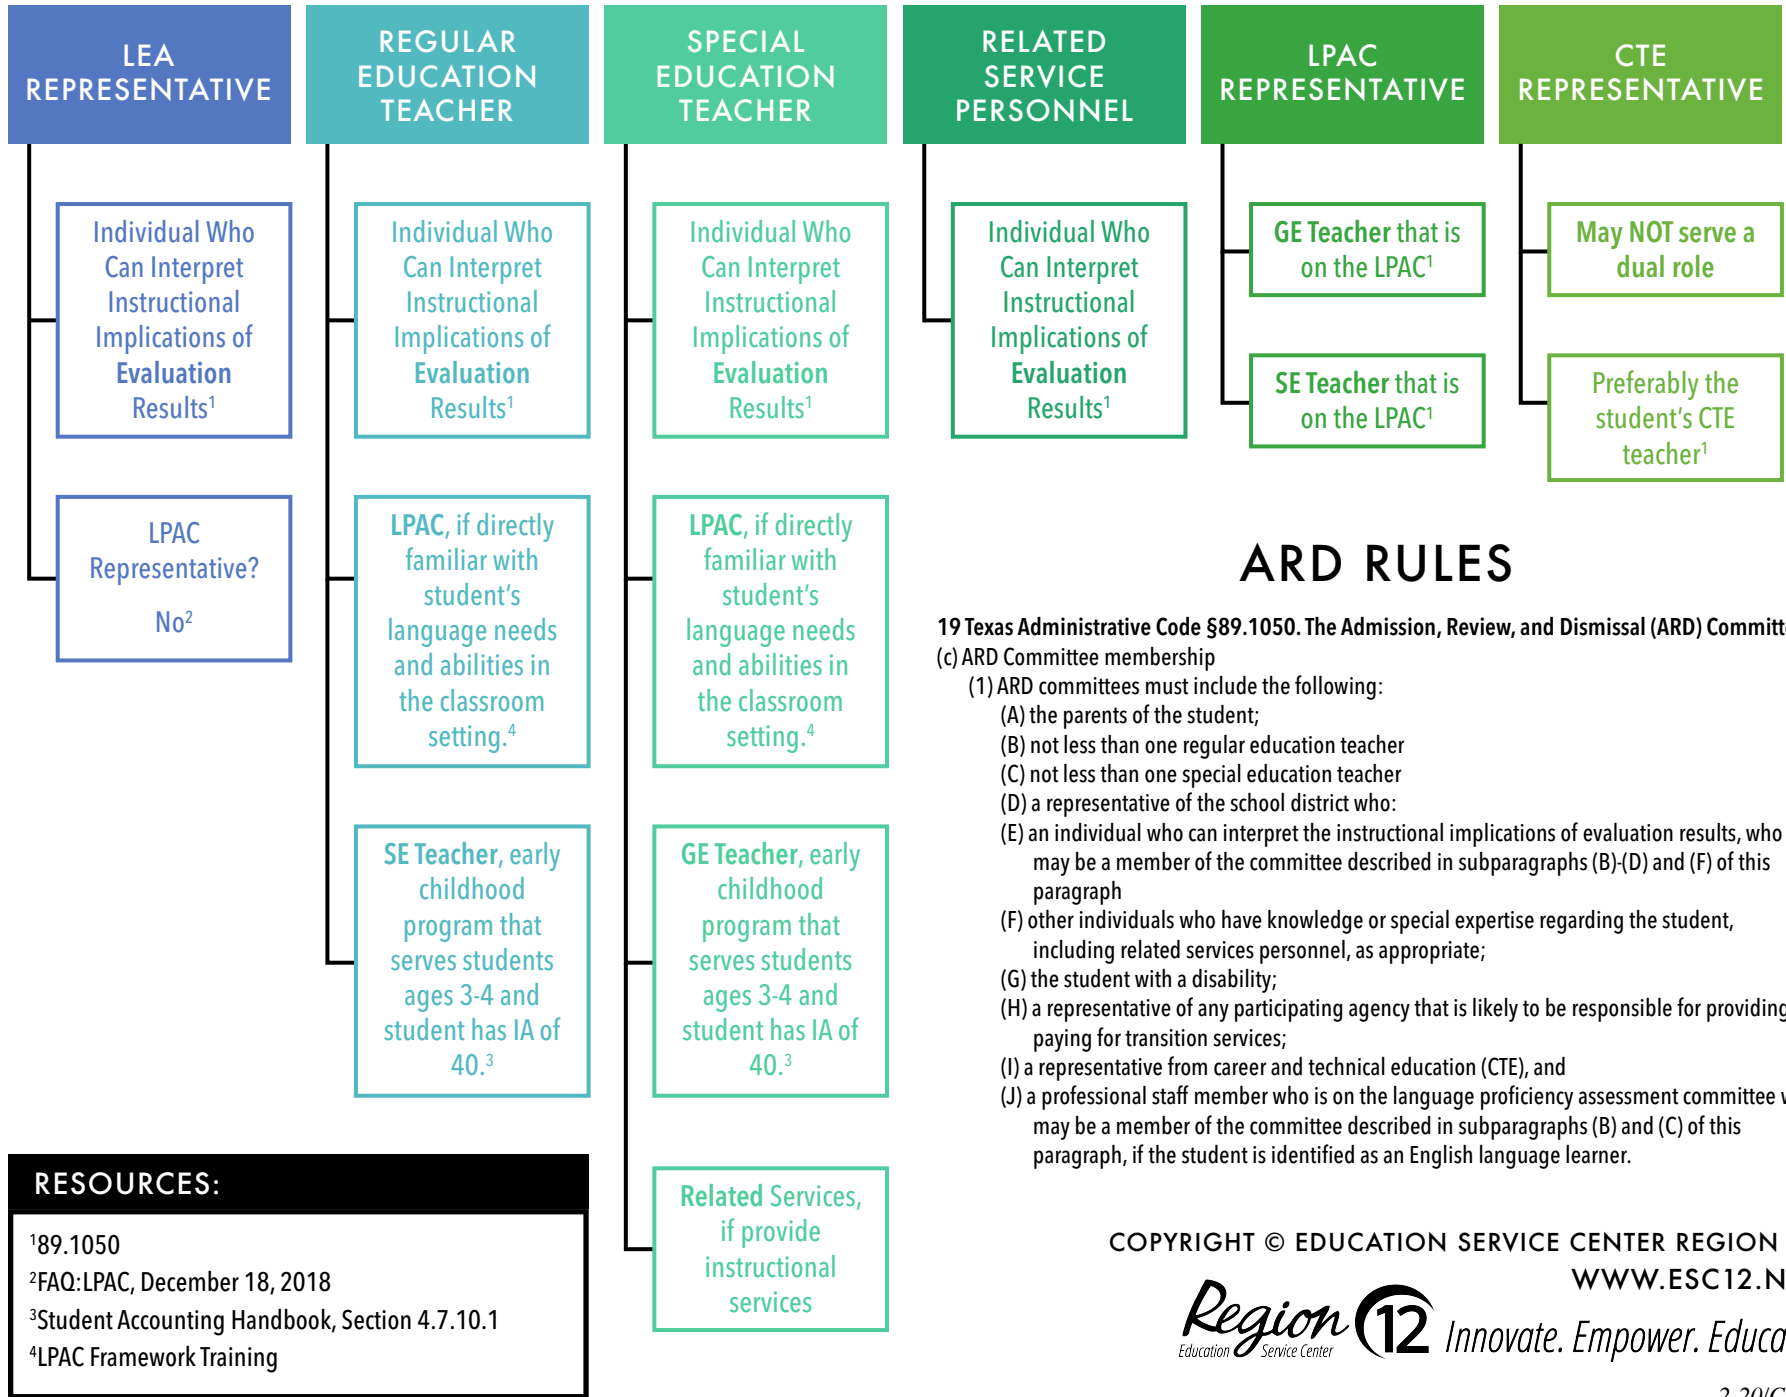 LEA
REPRESENTATIVE
Individual Who
Can Interpret
Instructional
Implications of
Evaluation
Results¹
LPAC
Representative?
No²
REGULAR
EDUCATION
TEACHER
Individual Who
Can Interpret
Instructional
Implications of
Evaluation
Results¹
LPAC, if directly
familiar with
student's
language needs
and abilities in
the classroom
setting.⁴
SE Teacher, early
childhood
program that
serves students
ages 3-4 and
student has IA of
40.³
SPECIAL
EDUCATION
TEACHER
Individual Who
Can Interpret
Instructional
Implications of
Evaluation
Results¹
LPAC, if directly
familiar with
student's
language needs
and abilities in
the classroom
setting.⁴
GE Teacher, early
childhood
program that
serves students
ages 3-4 and
student has IA of
40.³
Related Services,
if provide
instructional
services
RELATED
SERVICE
PERSONNEL
Individual Who
Can Interpret
Instructional
Implications of
Evaluation
Results¹
LPAC
REPRESENTATIVE
GE Teacher that is
on the LPAC¹
SE Teacher that is
on the LPAC¹
CTE
REPRESENTATIVE
May NOT serve a
dual role
Preferably the
student's CTE
teacher¹
ARD RULES
19 Texas Administrative Code §89.1050. The Admission, Review, and Dismissal (ARD)
(c) ARD Committee membership
(1) ARD committees must include the following:
(A) the parents of the student;
(B) not less than one regular education teacher
(C) not less than one special education teacher
(D) a representative of the school district who:
(E) an individual who can interpret the instructional implications of evaluation results, who
may be a member of the committee described in subparagraphs (B)-(D) and (F) of this
paragraph
(F) other individuals who have knowledge or special expertise regarding the student,
including related services personnel, as appropriate;
(G) the student with a disability;
(H) a representative of any participating agency that is likely to be responsible for providing
paying for transition services;
(I) a representative from career and technical education (CTE), and
(J) a professional staff member who is on the language proficiency assessment committee
may be a member of the committee described in subparagraphs (B) and (C) of this
paragraph, if the student is identified as an English language learner.
RESOURCES:
¹89.1050
²FAQ:LPAC, December 18, 2018
³Student Accounting Handbook, Section 4.7.10.1
⁴LPAC Framework Training
COPYRIGHT © EDUCATION SERVICE CENTER REGION
WWW.ESC12.N
Region 12
Education Service Center
Innovate. Empower.